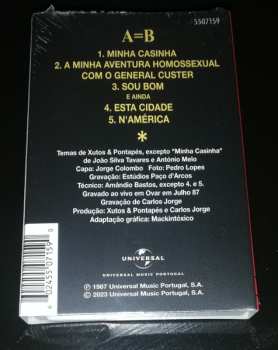 5507159
A=B
1. MINHA CASINHA
2. A MINHA AVENTURA HOMOSSEXUAL
COM O GENERAL CUSTER
3. SOU BOM
E AINDA
4. ESTA CIDADE
5. N'AMÉRICA
*
Temas de Xutos & Pontapés, excepto "Minha Casinha"
de João Silva Tavares e António Melo
Capa: Jorge Colombo   Foto: Pedro Lopes
Gravação: Estúdios Paço d'Arcos
Técnico: Amândio Bastos, excepto 4. e 5.
Gravado ao vivo em Ovar em Julho 87
Gravação de Carlos Jorge
Produção: Xutos & Pontapés e Carlos Jorge
Adaptação gráfica: Mackintóxico
UNIVERSAL
UNIVERSAL MUSIC PORTUGAL
℗ 1987 Universal Music Portugal, S.A.
© 2023 Universal Music Portugal, S.A.
0 602455 071590